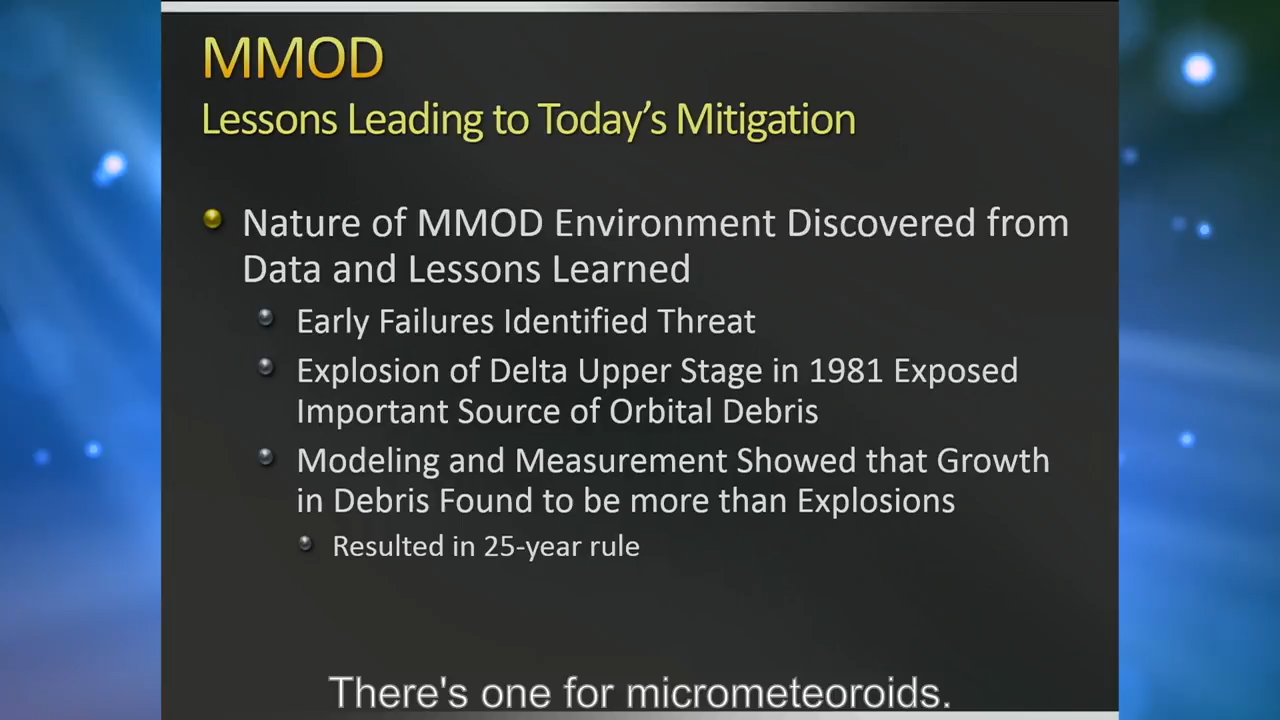 MMOD
Lessons Leading to Today's Mitigation
Nature of MMOD Environment Discovered from
Data and Lessons Learned
Early Failures Identified Threat
Explosion of Delta Upper Stage in 1981 Exposed
Important Source of Orbital Debris
Modeling and Measurement Showed that Growth
in Debris Found to be more than Explosions
Resulted in 25-year rule
There's one for micrometeoroids.